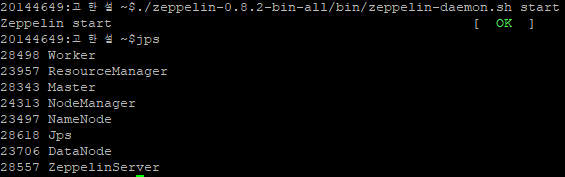 20144649:고 한 설 ~$./zeppelin-0.8.2-bin-all/bin/zeppelin-daemon.sh start
Zeppelin start [ OK ]
20144649:고 한 설 ~$jps
28498 Worker
23957 ResourceManager
28343 Master
24313 NodeManager
23497 NameNode
28618 Jps
23706 DataNode
28557 ZeppelinServer